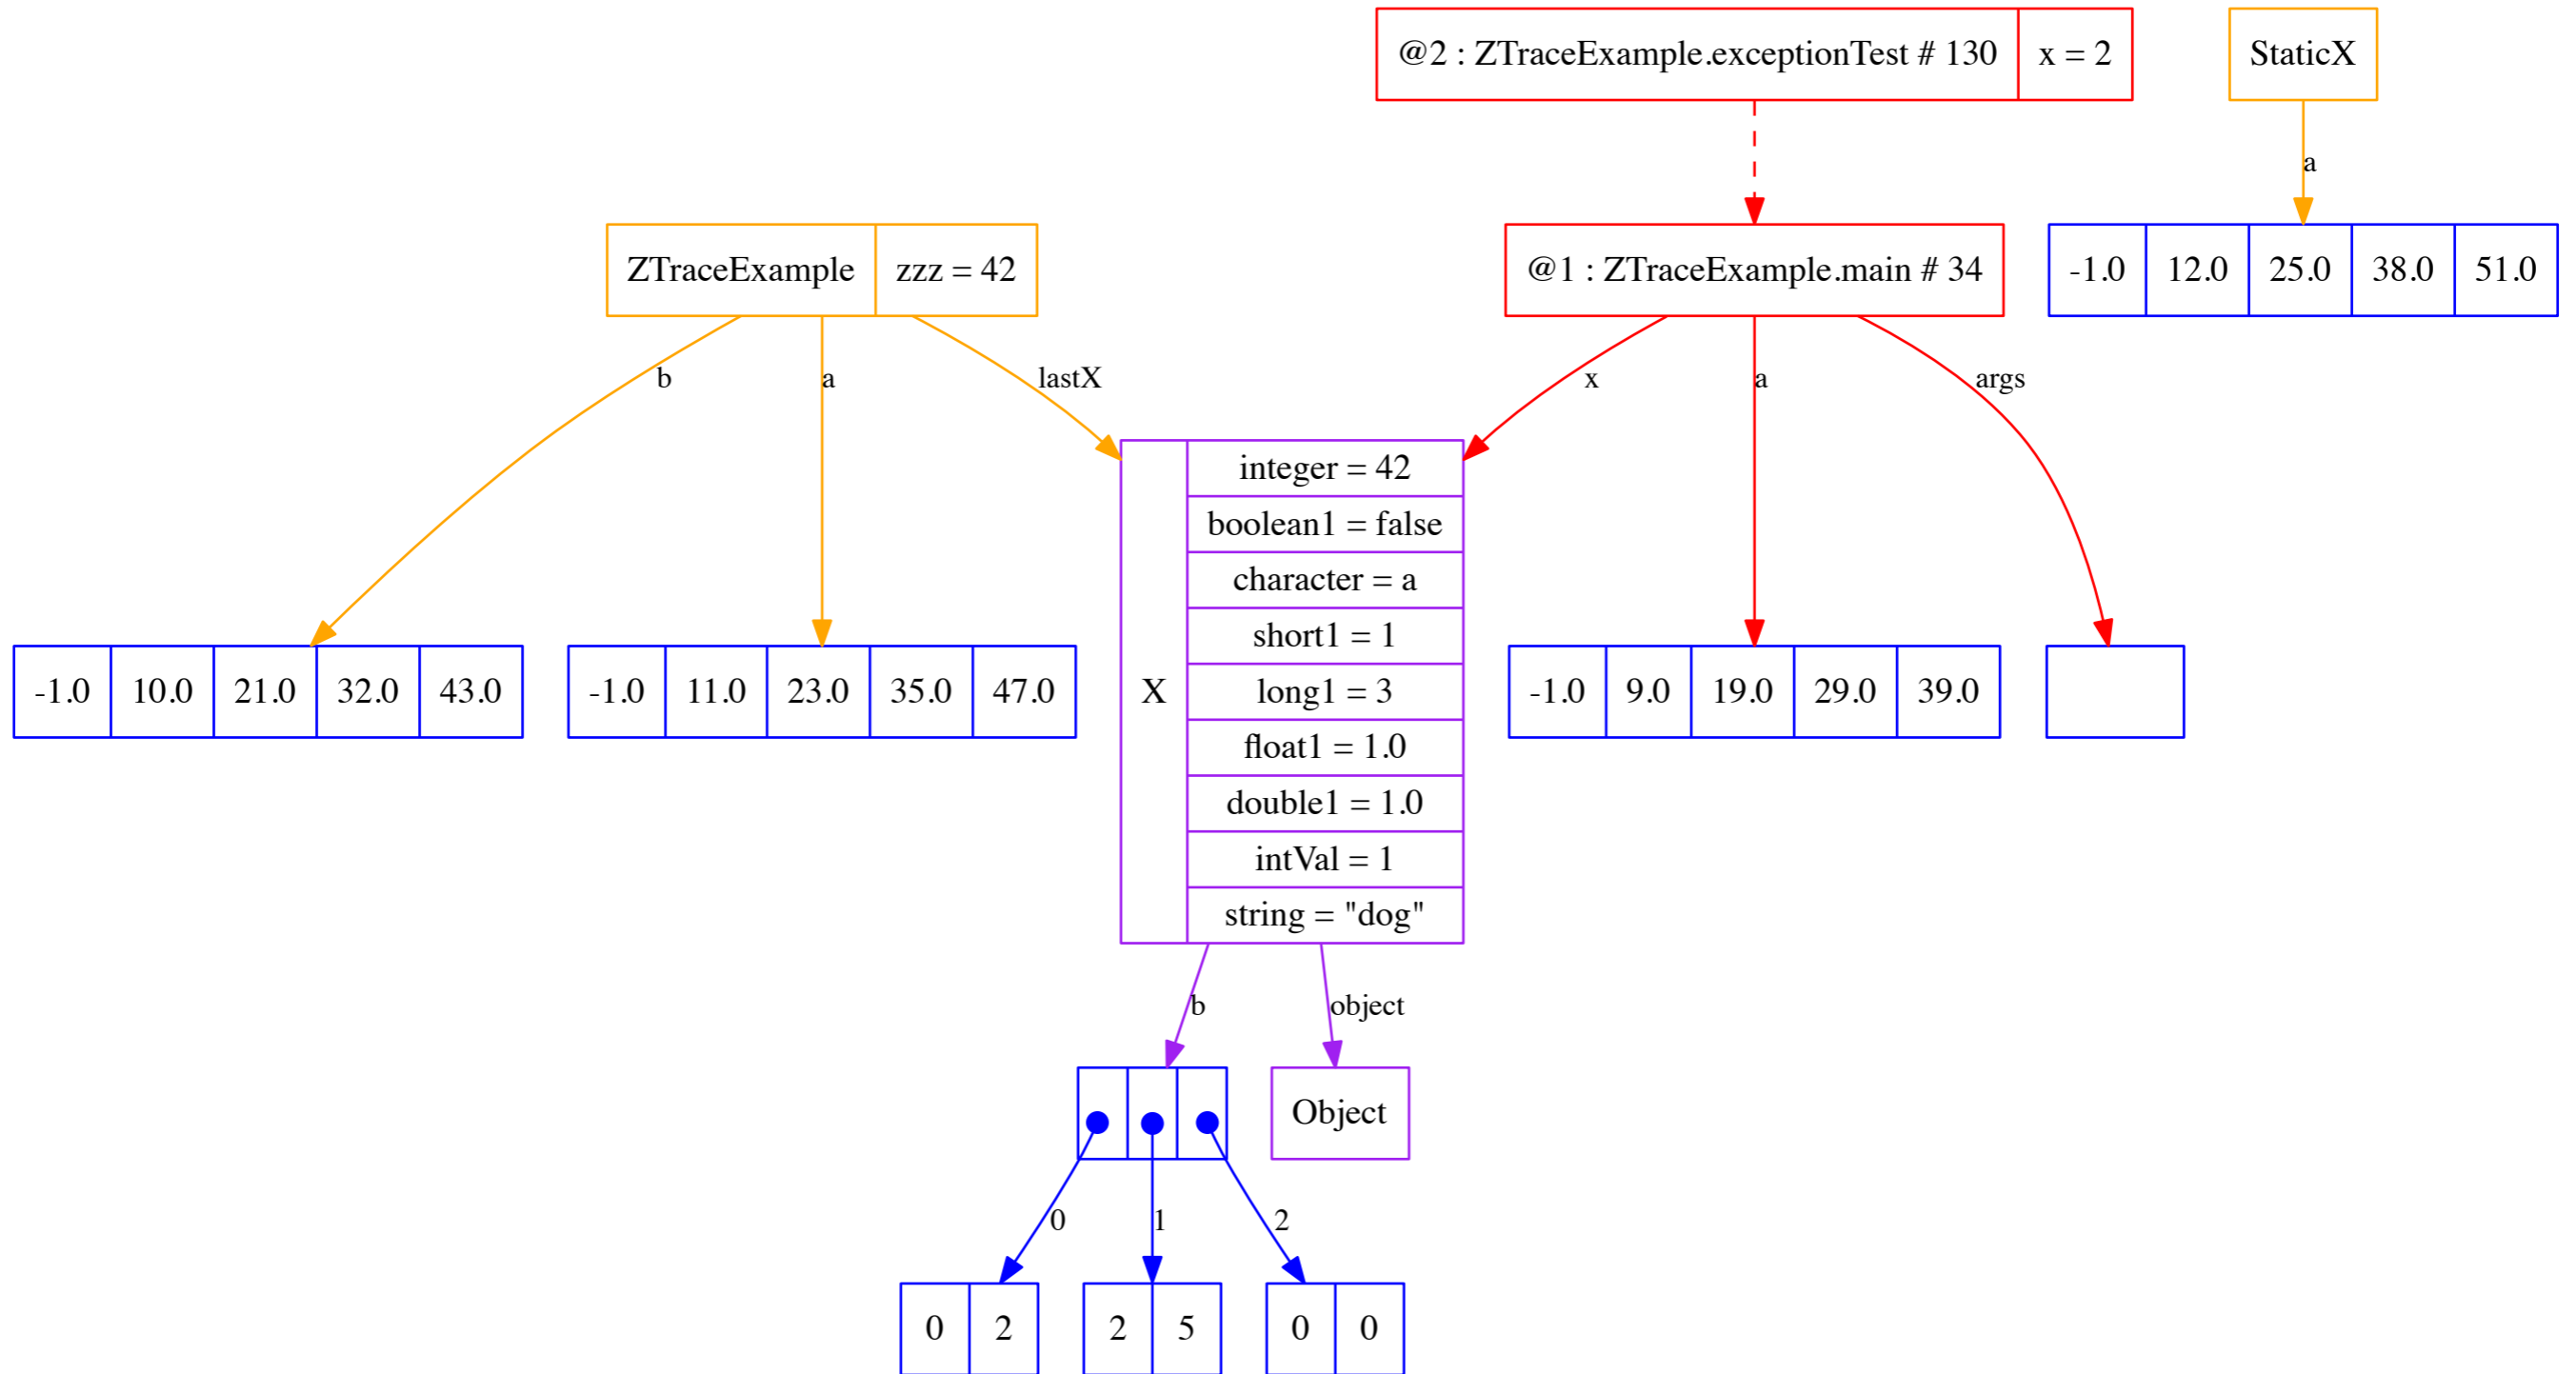 @2 : ZTraceExample.exceptionTest # 130 x = 2
StaticX
a
ZTraceExample zzz = 42
@1 : ZTraceExample.main # 34
-1.0 12.0 25.0 38.0 51.0
b
a
lastX
x
a
args
-1.0 10.0 21.0 32.0 43.0
-1.0 11.0 23.0 35.0 47.0
X
integer = 42
boolean1 = false
character = a
short1 = 1
long1 = 3
float1 = 1.0
double1 = 1.0
intVal = 1
string = "dog"
-1.0 9.0 19.0 29.0 39.0
b
object
Object
0
1
2
0 2
2 5
0 0